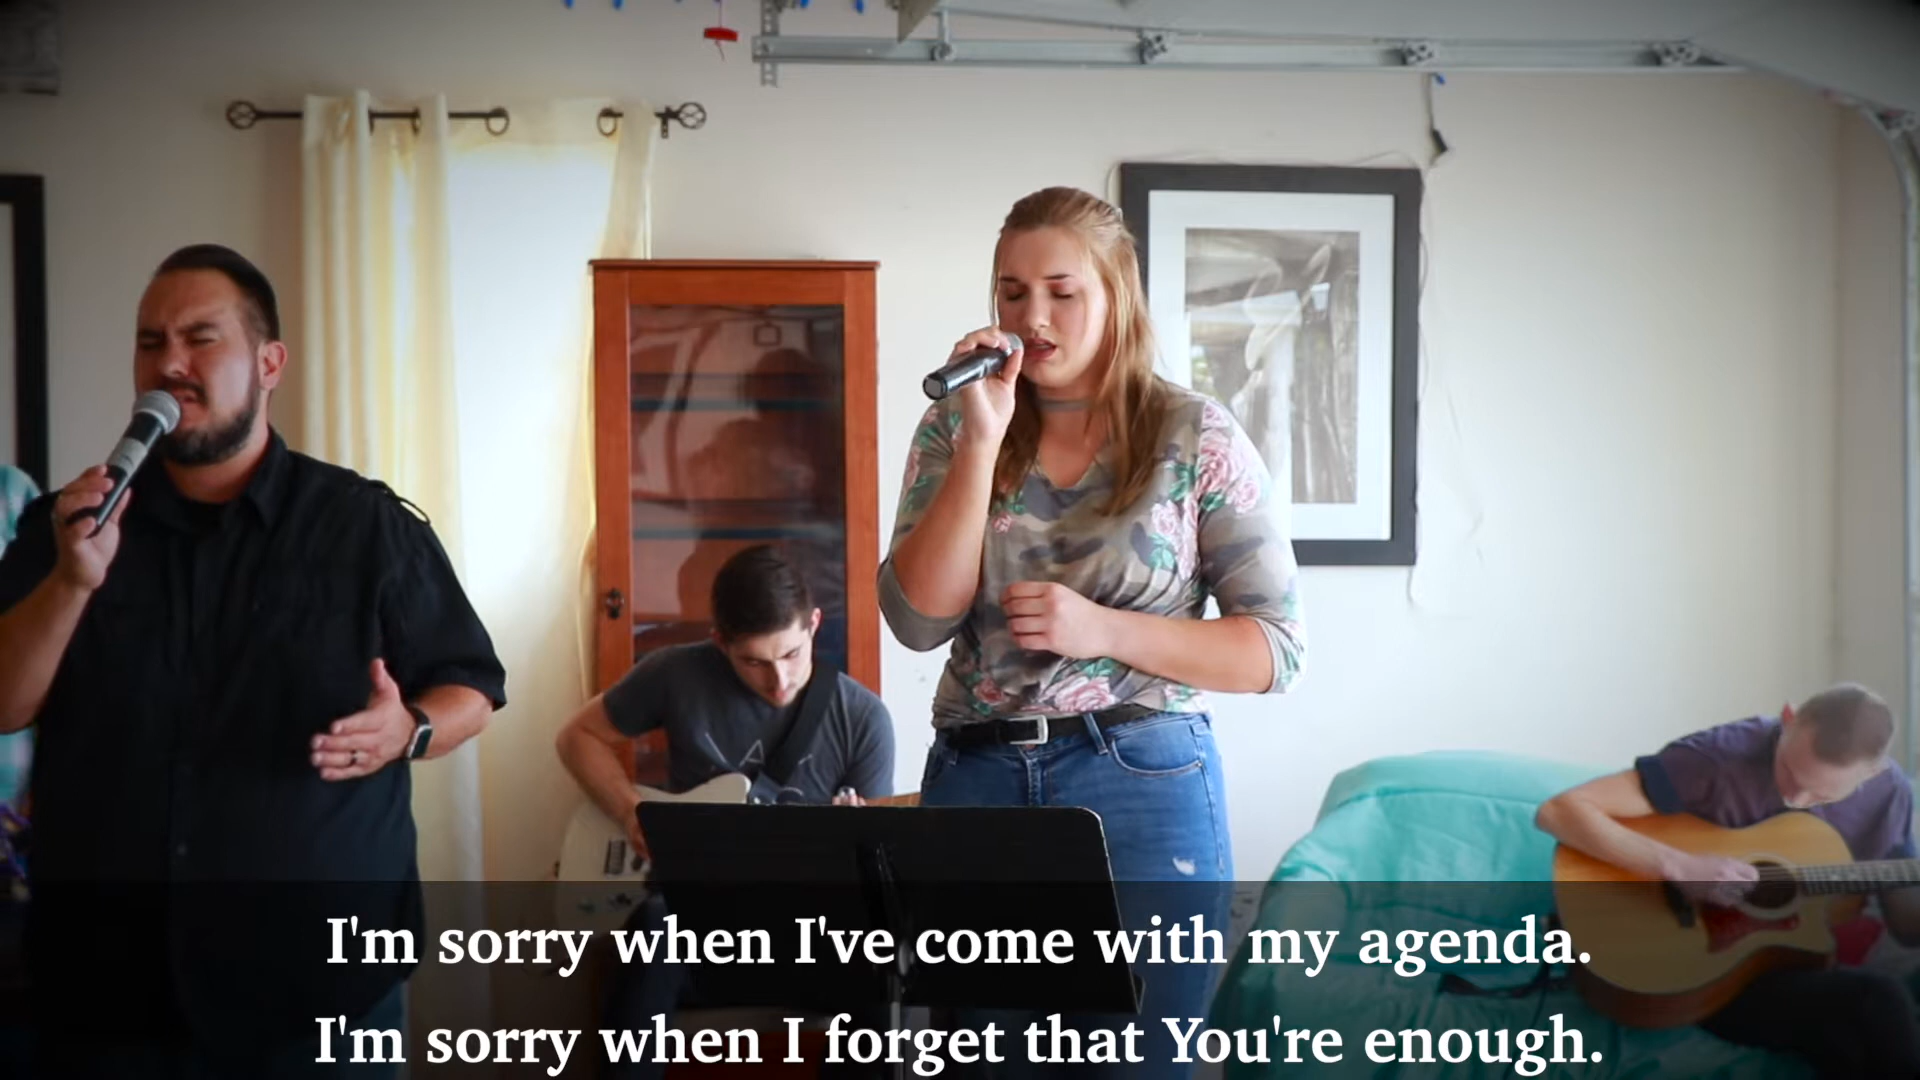 I'm sorry when I've come with my agenda.
I'm sorry when I forget that You're enough.